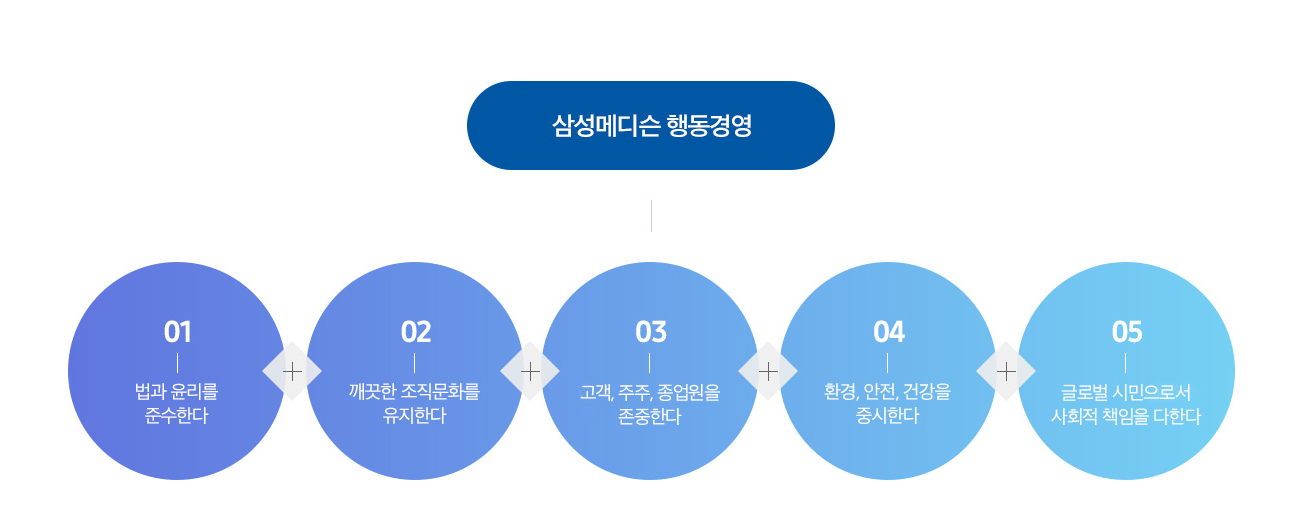 삼성메디슨 행동경영
01
법과 윤리를
준수한다
02
깨끗한 조직문화를
유지한다
03
고객, 주주, 종업원을
존중한다
04
환경, 안전, 건강을
중시한다
05
글로벌 시민으로서
사회적 책임을 다한다